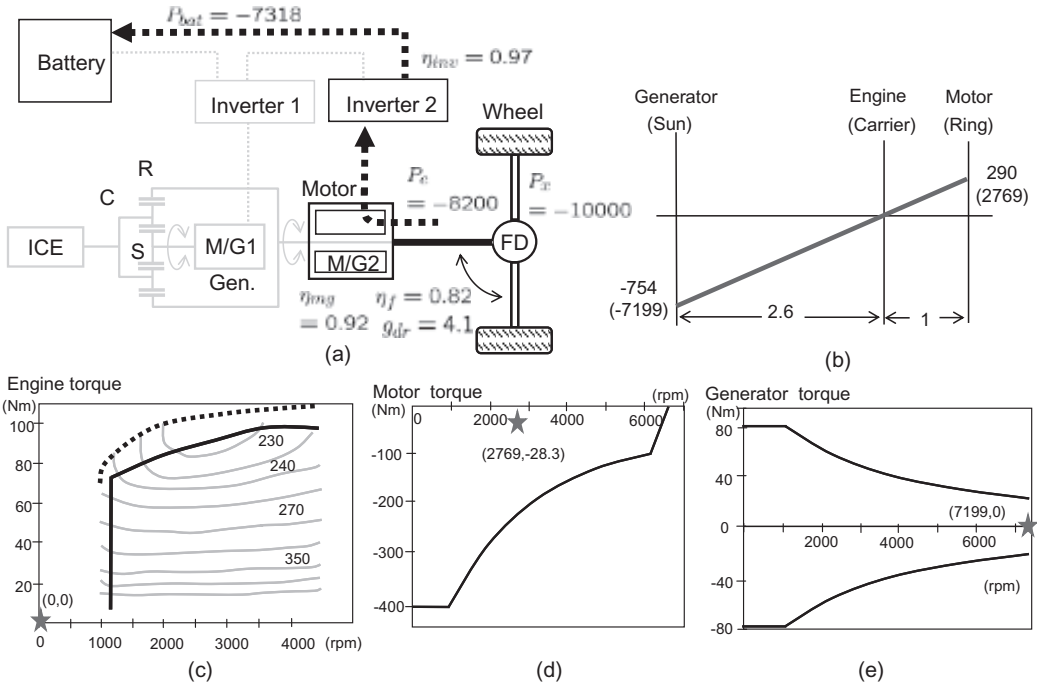 P_bat = −7318
Battery
η_inv = 0.97
Inverter 1
Inverter 2
Wheel
R
C
S
Motor
P_e
= −8200
P_x
= −10000
ICE
M/G1
Gen.
M/G2
FD
η_mg
= 0.92
η_f = 0.82
g_dr = 4.1
(a)
Generator
(Sun)
Engine
(Carrier)
Motor
(Ring)
290
(2769)
-754
(-7199)
2.6
1
(b)
Engine torque
(Nm)
100
80
60
40
20
230
240
270
350
(0,0)
0
1000
2000
3000
4000
(rpm)
(c)
Motor torque
(Nm)
(rpm)
0
2000
4000
6000
(2769,-28.3)
-100
-200
-300
-400
(d)
Generator torque
(Nm)
80
40
0
-40
-80
(7199,0)
2000
4000
6000
(rpm)
(e)